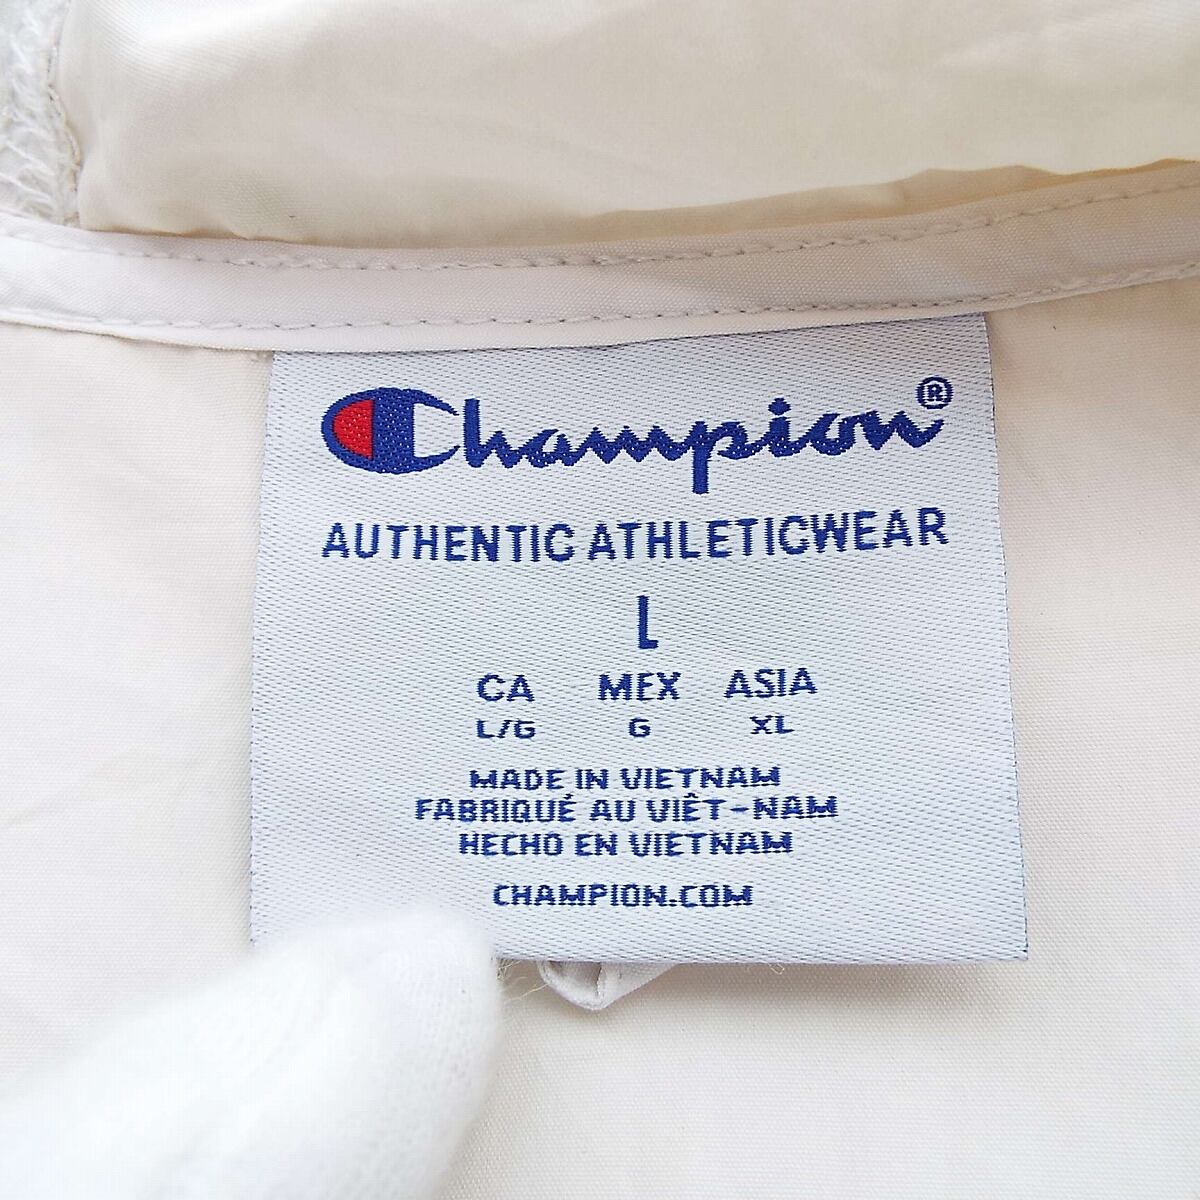 Champion®
AUTHENTIC ATHLETICWEAR
L
CA MEX ASIA
L/G G XL
MADE IN VIETNAM
FABRIQUÉ AU VIÊT-NAM
HECHO EN VIETNAM
CHAMPION.COM